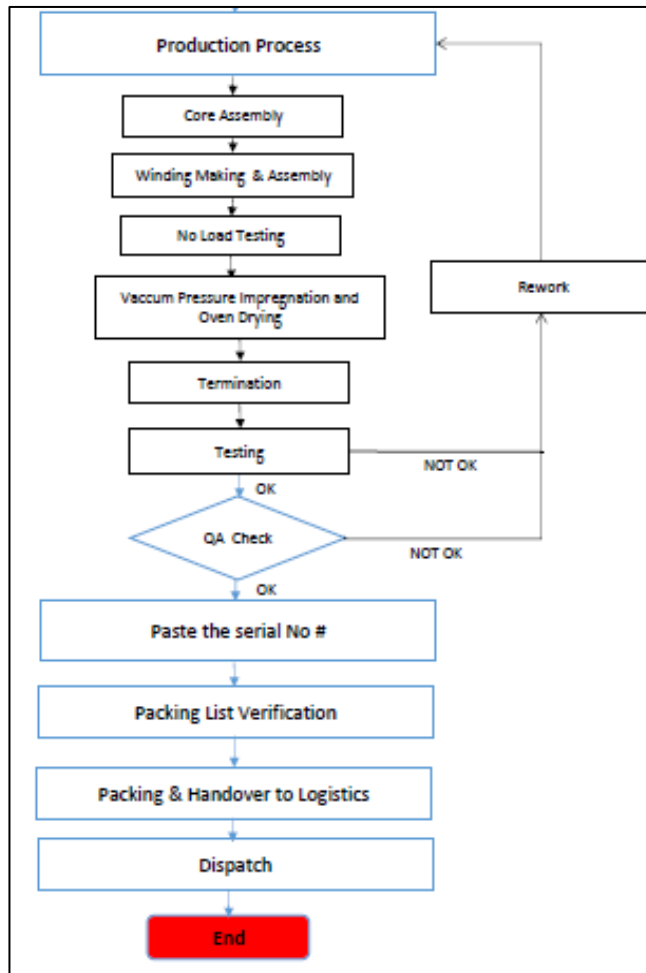 Production Process
Core Assembly
Winding Making & Assembly
No Load Testing
Vaccum Pressure Impregnation and
Oven Drying
Rework
Termination
Testing
NOT OK
OK
QA Check
NOT OK
OK
Paste the serial No #
Packing List Verification
Packing & Handover to Logistics
Dispatch
End